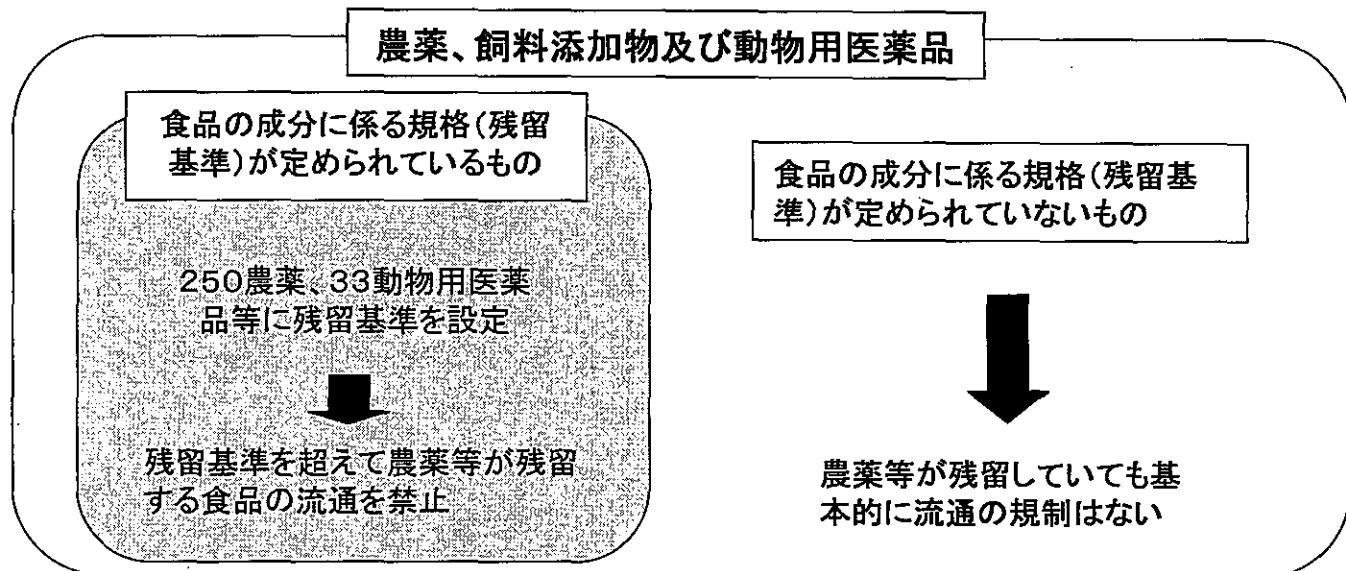 農薬、飼料添加物及び動物用医薬品
食品の成分に係る規格(残留
基準)が定められているもの
250農薬、33動物用医薬
品等に残留基準を設定
残留基準を超えて農薬等が残留
する食品の流通を禁止
食品の成分に係る規格(残留基
準)が定められていないもの
農薬等が残留していても基
本的に流通の規制はない